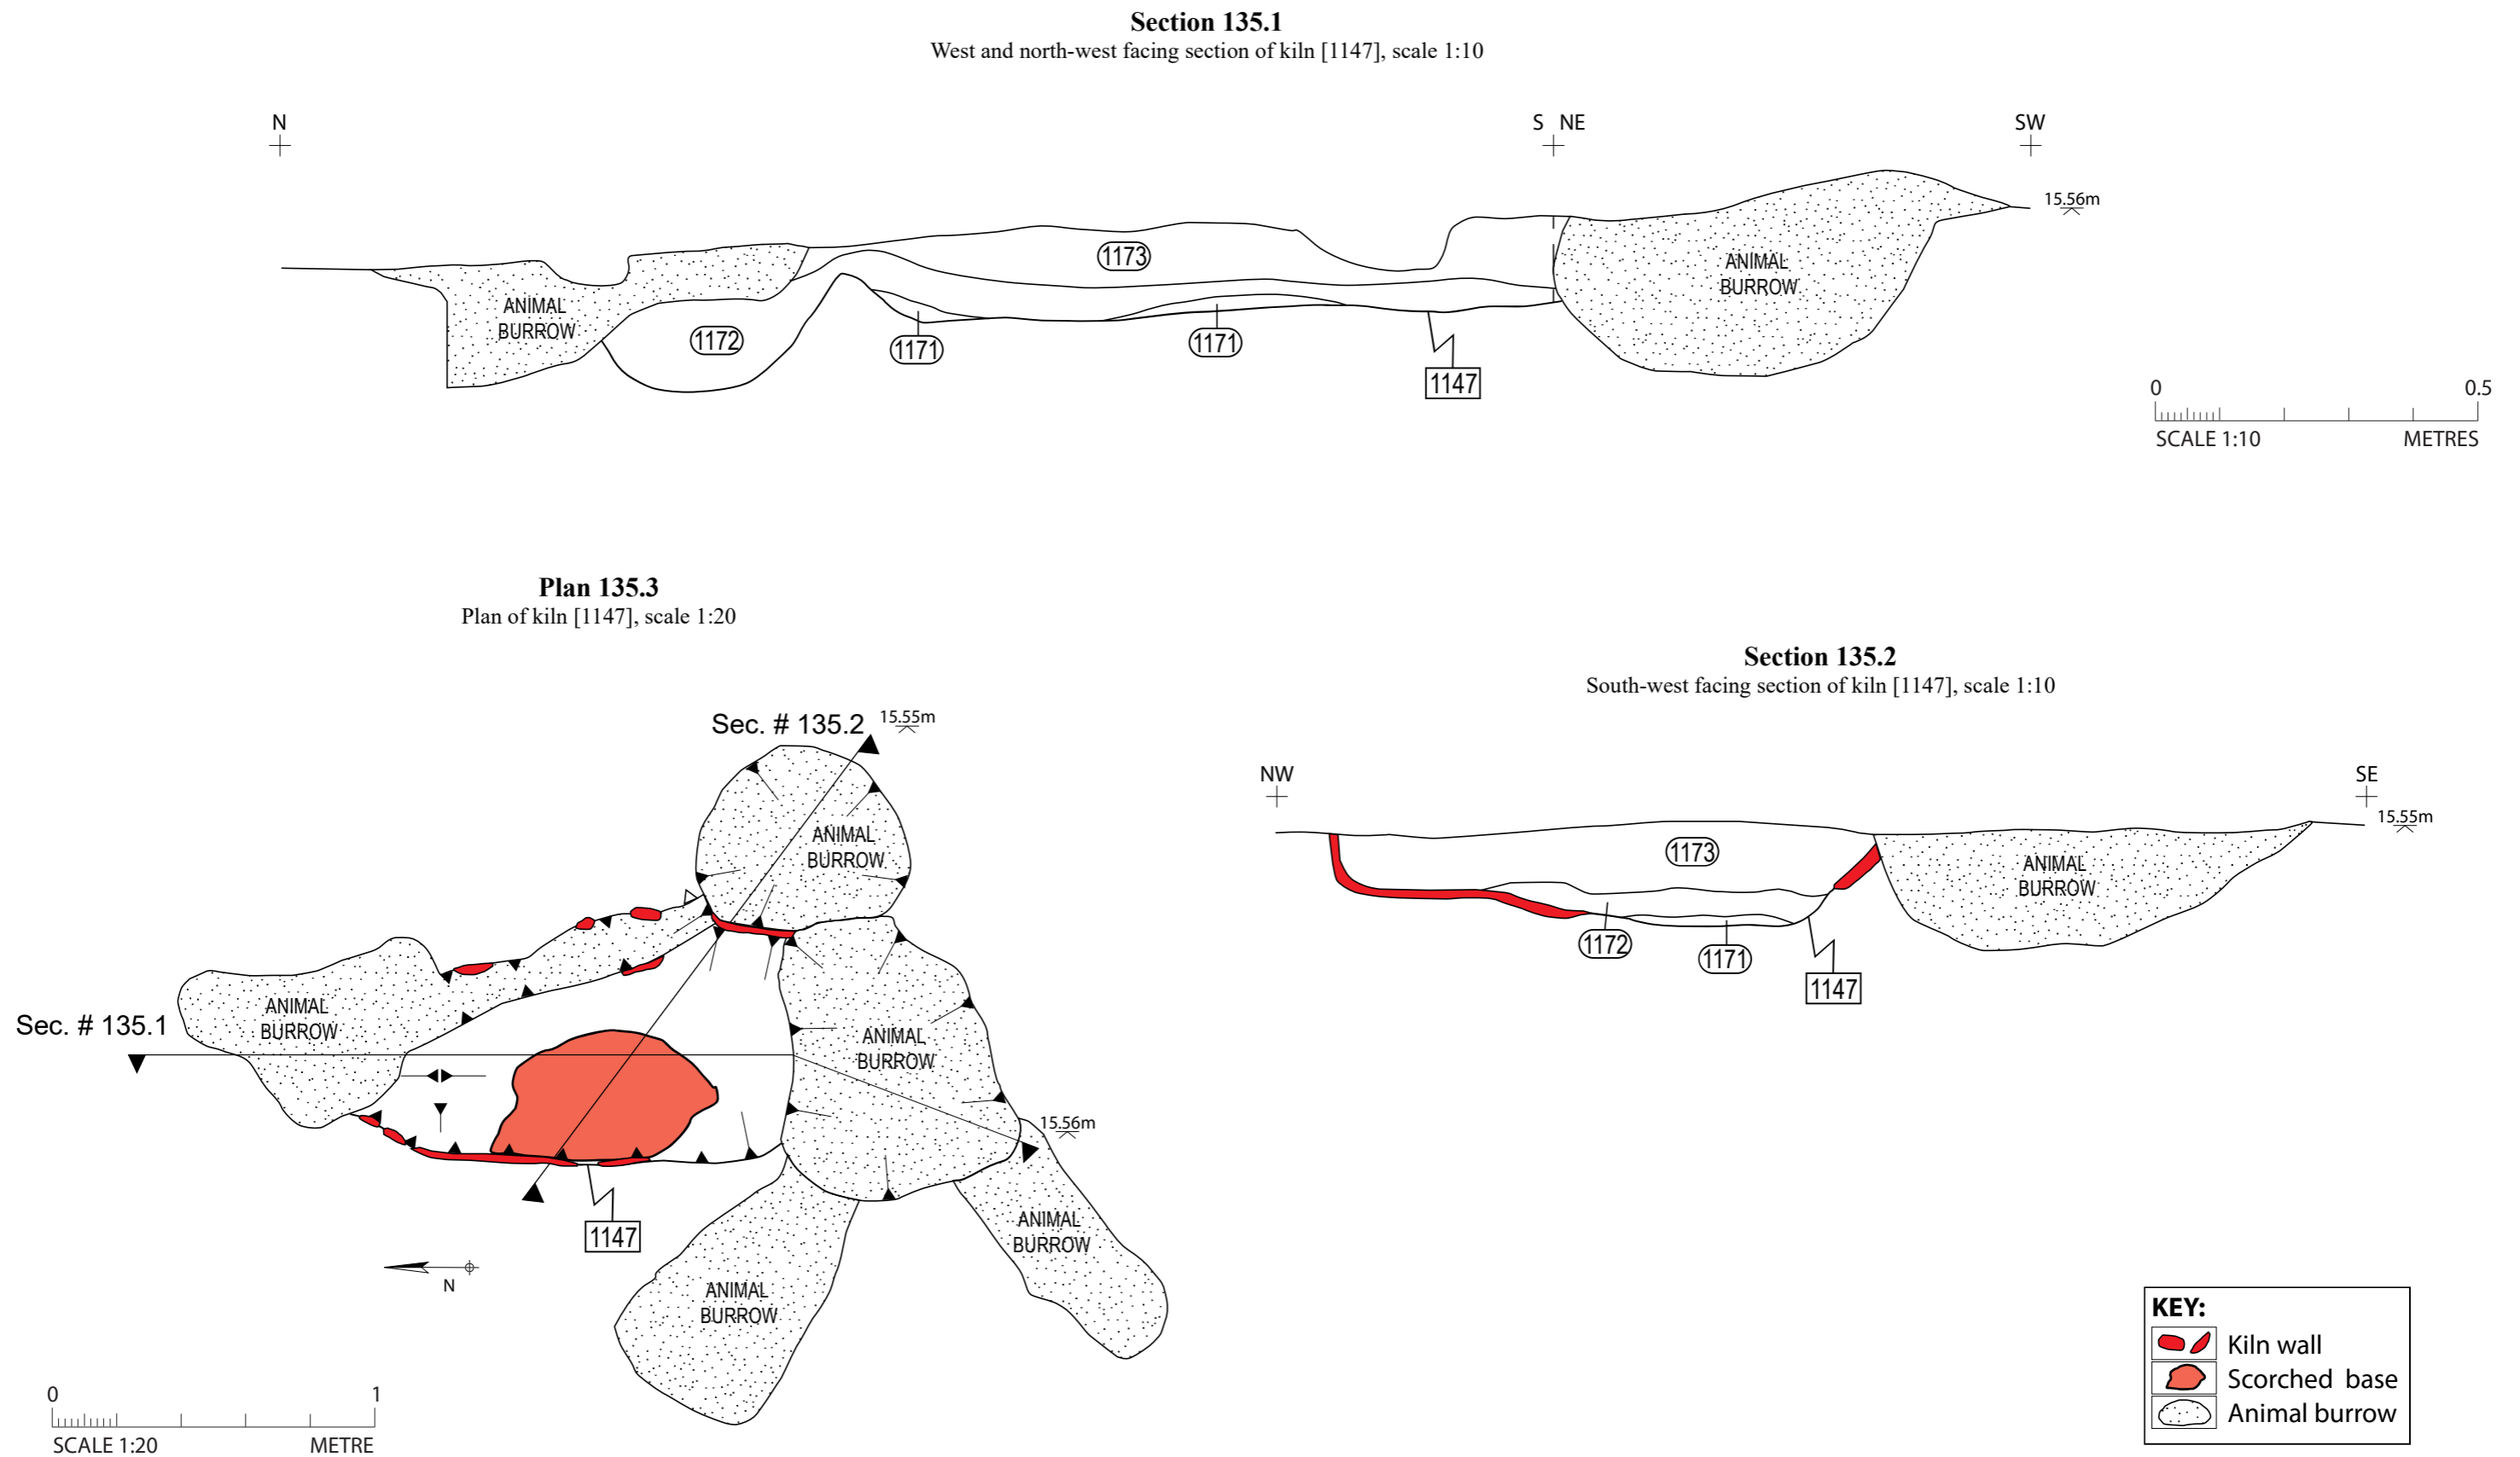 Section 135.1
West and north-west facing section of kiln [1147], scale 1:10
N
S NE
SW
15.56m
1173
ANIMAL
BURROW
ANIMAL
BURROW
1172
1171
1171
1147
0 0.5
SCALE 1:10 METRES
Plan 135.3
Plan of kiln [1147], scale 1:20
Sec. # 135.2
15.55m
ANIMAL
BURROW
ANIMAL
BURROW
Sec. # 135.1
ANIMAL
BURROW
15.56m
1147
ANIMAL
BURROW
N
ANIMAL
BURROW
0 1
SCALE 1:20 METRE
Section 135.2
South-west facing section of kiln [1147], scale 1:10
NW
SE
15.55m
1173
ANIMAL
BURROW
1172
1171
1147
KEY:
Kiln wall
Scorched base
Animal burrow